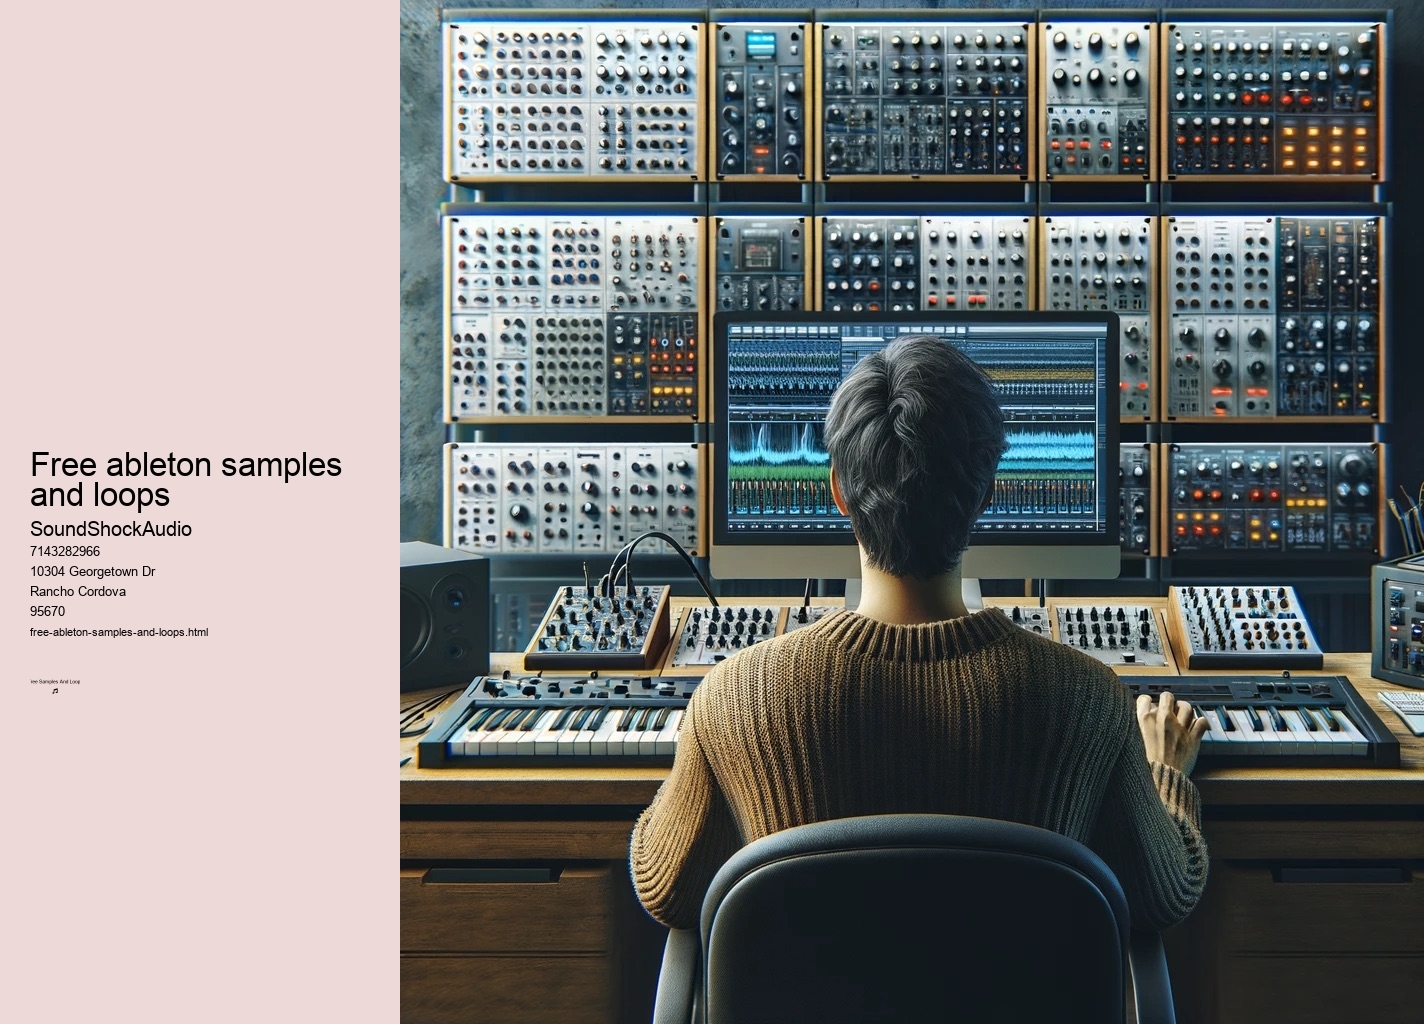 Free ableton samples
and loops
SoundShockAudio
7143282966
10304 Georgetown Dr
Rancho Cordova
95670
free-ableton-samples-and-loops.html
ree Samples And Loop